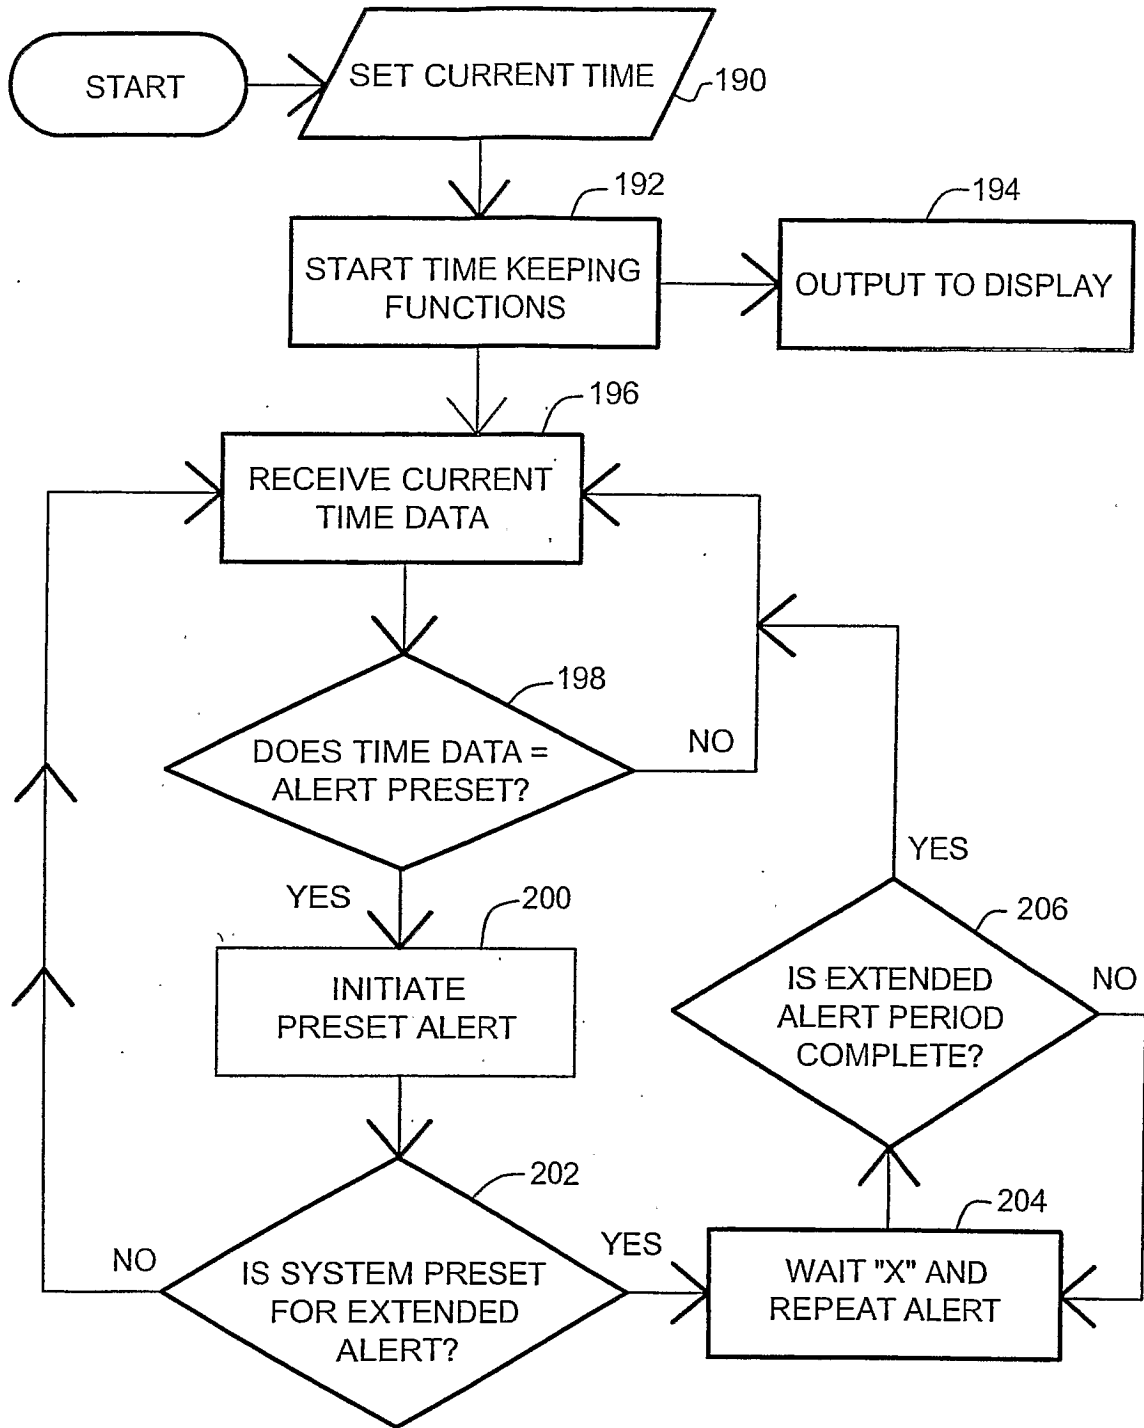 START
SET CURRENT TIME
190
192
START TIME KEEPING
FUNCTIONS
194
OUTPUT TO DISPLAY
196
RECEIVE CURRENT
TIME DATA
198
DOES TIME DATA =
ALERT PRESET?
NO
YES
200
INITIATE
PRESET ALERT
YES
206
IS EXTENDED
ALERT PERIOD
COMPLETE?
NO
202
IS SYSTEM PRESET
FOR EXTENDED
ALERT?
NO
YES
204
WAIT "X" AND
REPEAT ALERT